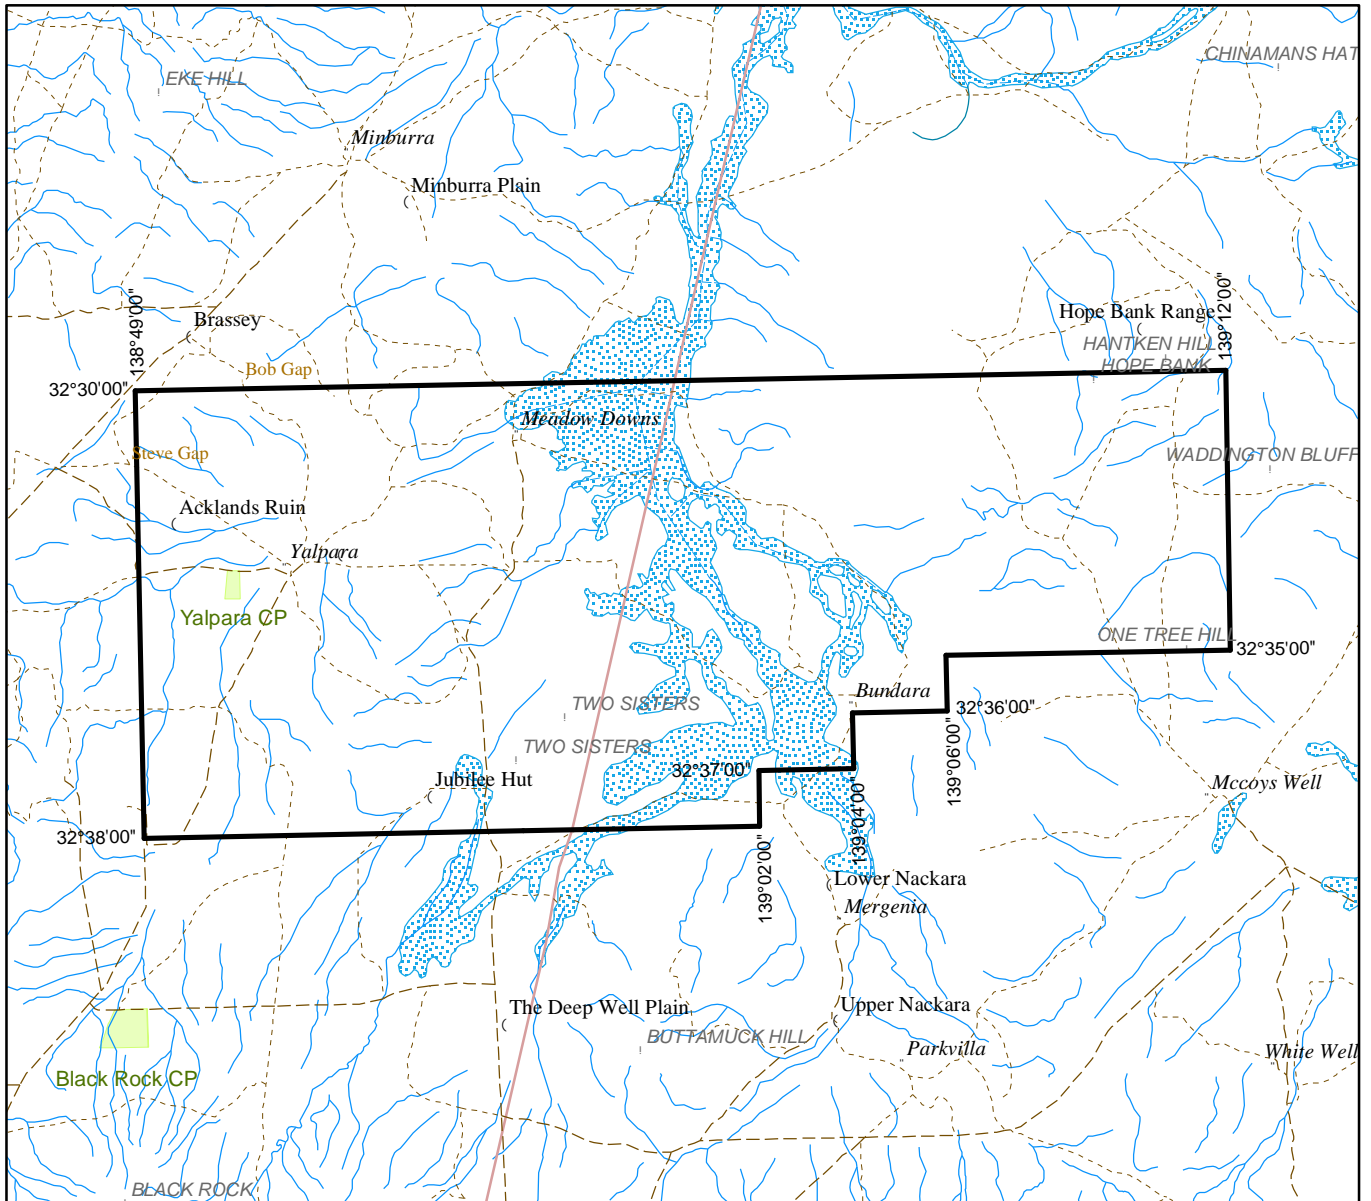 CHINAMANS HAT
EKE HILL
Minburra
Minburra Plain
138°49'00"
139°12'00"
Hope Bank Range
Brassey
HANTKEN HILL
HOPE BANK
Bob Gap
32°30'00"
Meadow Downs
Steve Gap
WADDINGTON BLUFF
Acklands Ruin
Yalpara
Yalpara CP
ONE TREE HILL
32°35'00"
Bundara
TWO SISTERS
32°36'00"
139°06'00"
TWO SISTERS
32°37'00"
Jubilee Hut
Mccoys Well
139°04'00"
32°38'00"
139°02'00"
Lower Nackara
Mergenia
The Deep Well Plain
Upper Nackara
BUTTAMUCK HILL
Parkvilla
White Well
Black Rock CP
BLACK ROCK